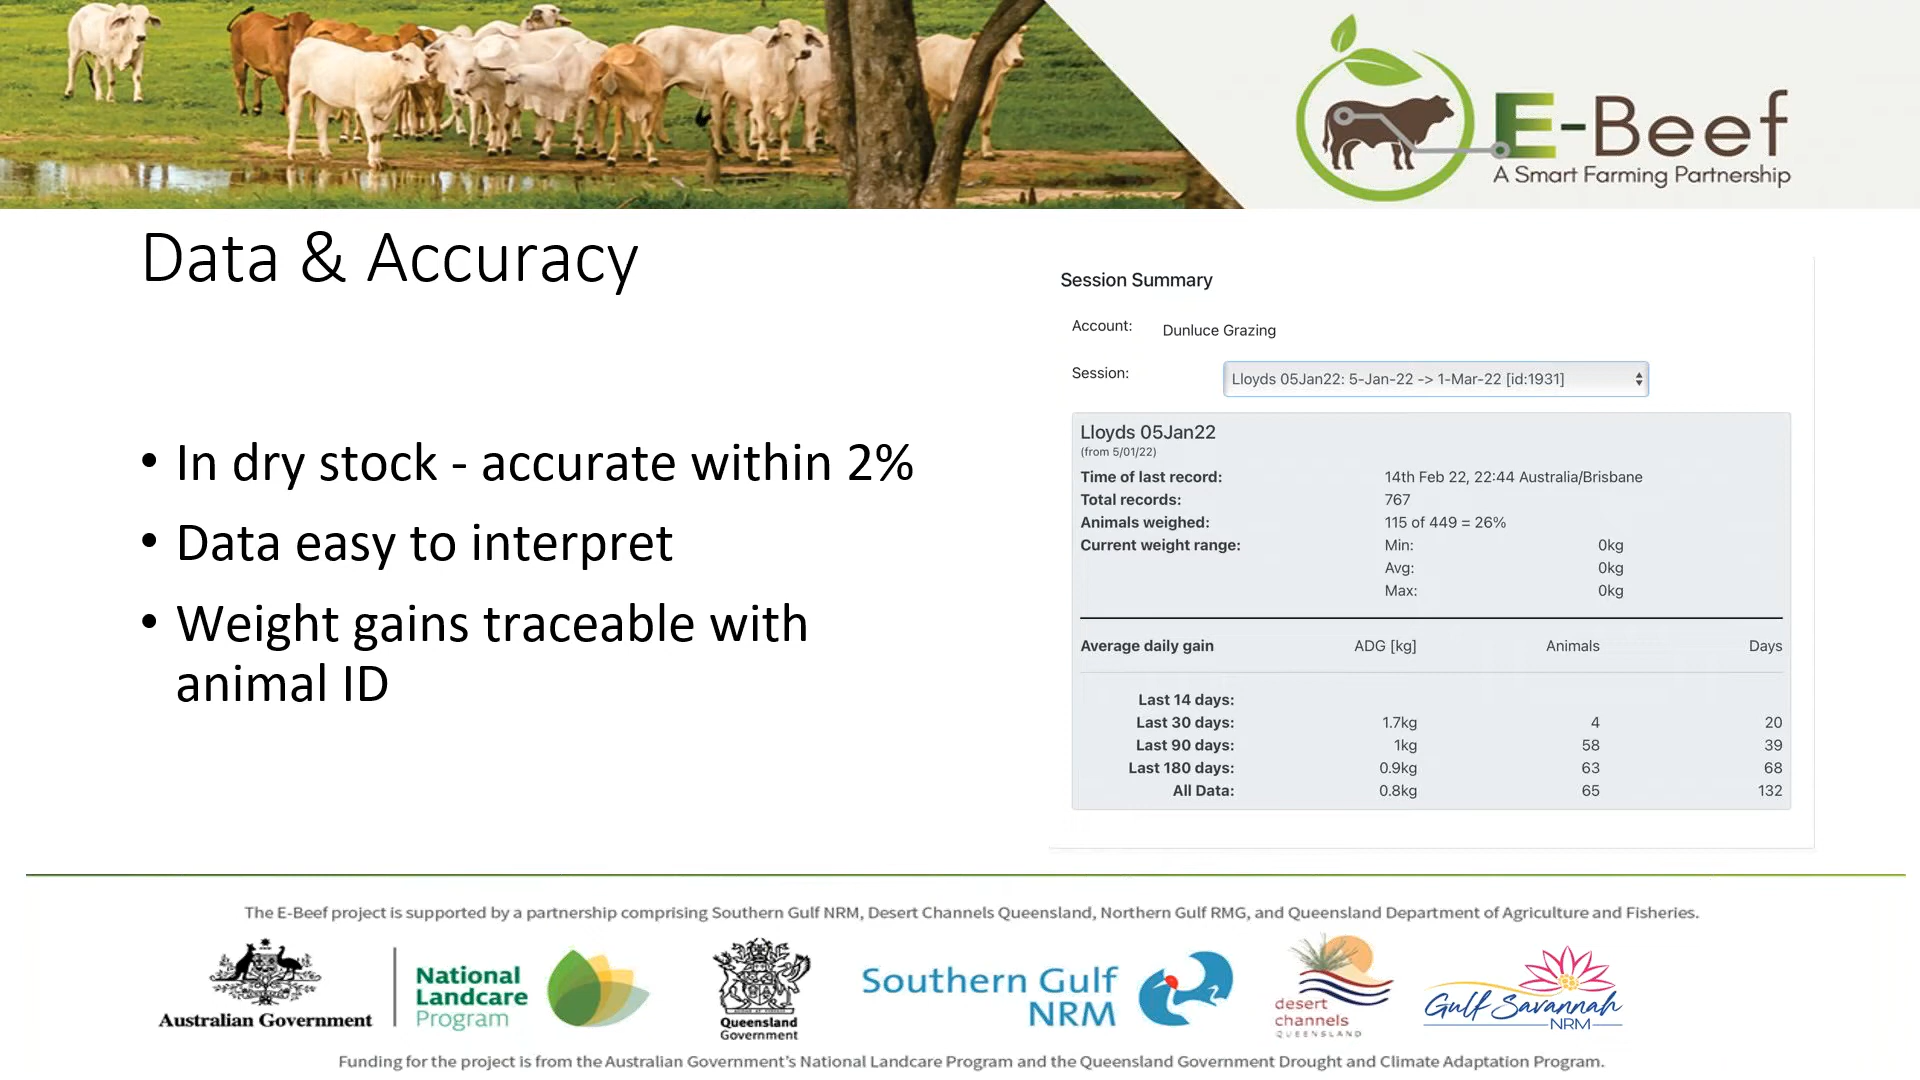 E-Beef
A Smart Farming Partnership
Data & Accuracy
• In dry stock - accurate within 2%
• Data easy to interpret
• Weight gains traceable with
animal ID
Session Summary
Account: Dunluce Grazing
Session: Lloyds 05Jan22: 5-Jan-22 -> 1-Mar-22 [id:1931]
Lloyds 05Jan22
(from 5/01/22)
Time of last record: 14th Feb 22, 22:44 Australia/Brisbane
Total records: 767
Animals weighed: 115 of 449 = 26%
Current weight range: Min: 0kg
Avg: 0kg
Max: 0kg
Average daily gain ADG [kg] Animals Days
Last 14 days:
Last 30 days: 1.7kg 4 20
Last 90 days: 1kg 58 39
Last 180 days: 0.9kg 63 68
All Data: 0.8kg 65 132
The E-Beef project is supported by a partnership comprising Southern Gulf NRM, Desert Channels Queensland, Northern Gulf RMG, and Queensland Department of Agriculture and Fisheries.
Australian Government
National
Landcare
Program
Queensland
Government
Southern Gulf
NRM
desert
channels
QUEENSLAND
Gulf Savannah
NRM
Funding for the project is from the Australian Government's National Landcare Program and the Queensland Government Drought and Climate Adaptation Program.